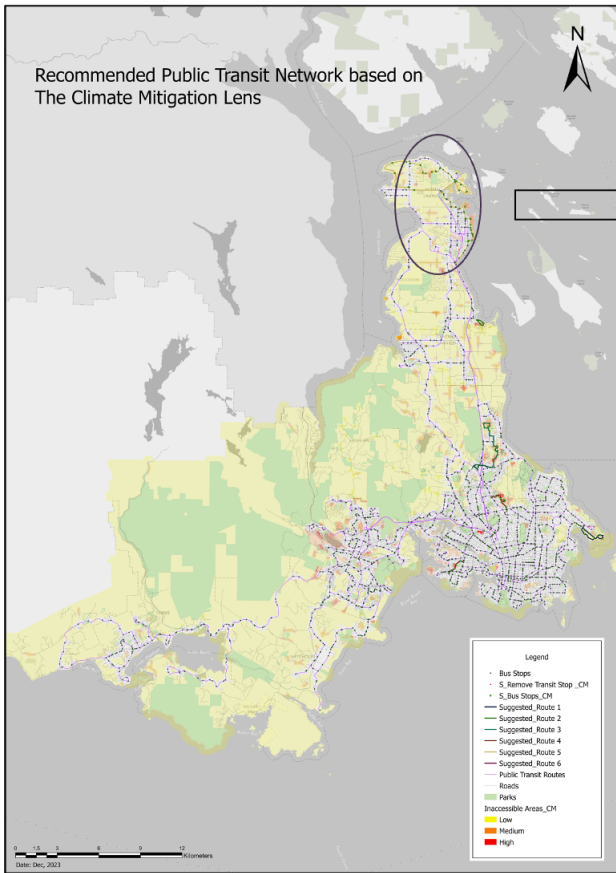 Recommended Public Transit Network based on
The Climate Mitigation Lens
N
Legend
Bus Stops
S_Remove Transit Stop _CM
S_Bus Stops_CM
Suggested_Route 1
Suggested_Route 2
Suggested_Route 3
Suggested_Route 4
Suggested_Route 5
Suggested_Route 6
Public Transit Routes
Roads
Parks
Inaccessible Areas_CM
Low
Medium
High
0 1.5 3 6 9 12
Kilometers
Date: Dec, 2023